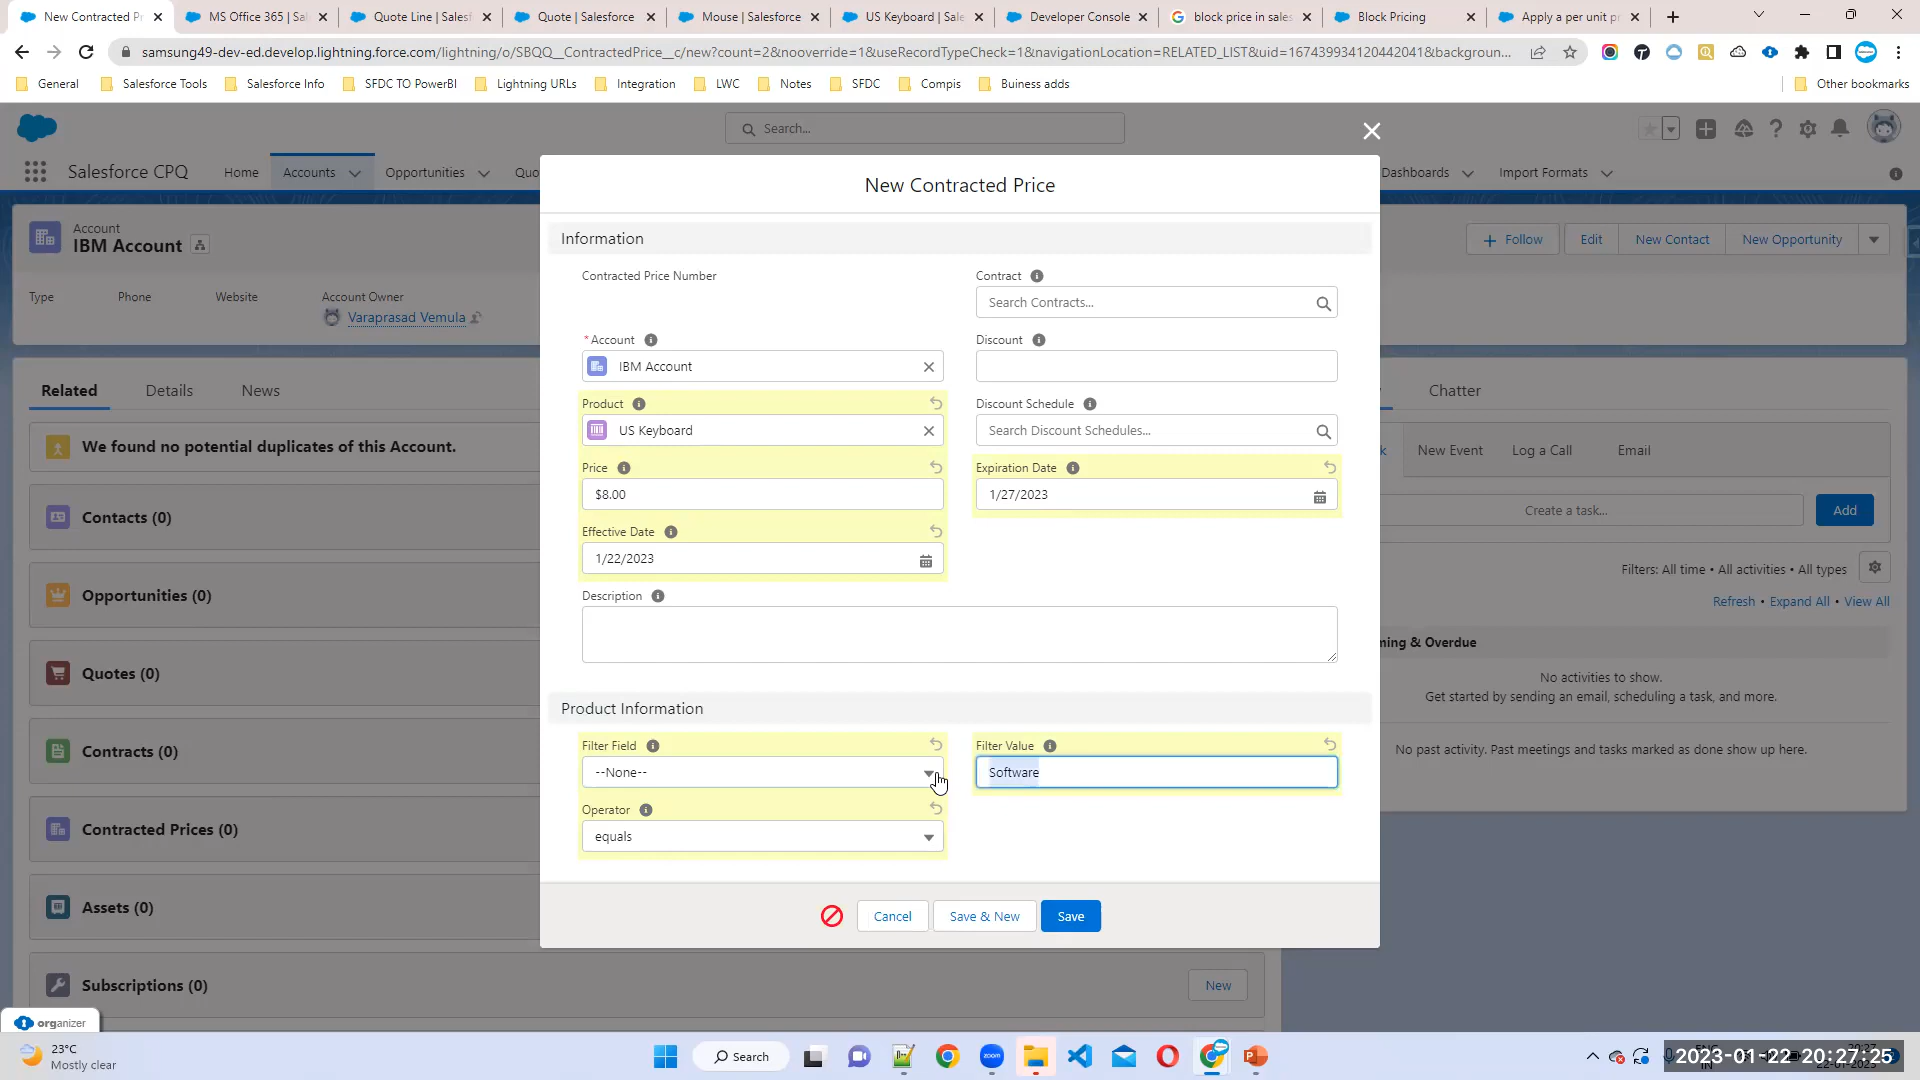 New Contracted Pr
MS Office 365 | Sal
Quote Line | Salesf
Quote | Salesforce
Mouse | Salesforce
US Keyboard | Sale
Developer Console
block price in sales
Block Pricing
Apply a per unit p
samsung49-dev-ed.develop.lightning.force.com/lightning/o/SBQQ__ContractedPrice__c/new?count=2&nooverride=1&useRecordTypeCheck=1&navigationLocation=RELATED_LIST&uid=167439934120442041&backgroun...
General
Salesforce Tools
Salesforce Info
SFDC TO PowerBI
Lightning URLs
Integration
LWC
Notes
SFDC
Compis
Buiness adds
Other bookmarks
Search...
Salesforce CPQ
Home
Accounts
Opportunities
Quo
Dashboards
Import Formats
New Contracted Price
Account
IBM Account
Follow
Edit
New Contact
New Opportunity
Type
Phone
Website
Account Owner
Varaprasad Vemula
Related
Details
News
We found no potential duplicates of this Account.
Contacts (0)
Opportunities (0)
Quotes (0)
Contracts (0)
Contracted Prices (0)
Assets (0)
Subscriptions (0)
New
Information
Contracted Price Number
Contract
Search Contracts...
* Account
IBM Account
Discount
Product
US Keyboard
Discount Schedule
Search Discount Schedules...
Price
$8.00
Expiration Date
1/27/2023
Effective Date
1/22/2023
Description
Product Information
Filter Field
--None--
Filter Value
Software
Operator
equals
Cancel
Save & New
Save
Chatter
k
New Event
Log a Call
Email
Create a task...
Add
Filters: All time • All activities • All types
Refresh • Expand All • View All
ming & Overdue
No activities to show.
Get started by sending an email, scheduling a task, and more.
No past activity. Past meetings and tasks marked as done show up here.
organizer
23°C
Mostly clear
Search
zoom
2023-01-22 20:27:25